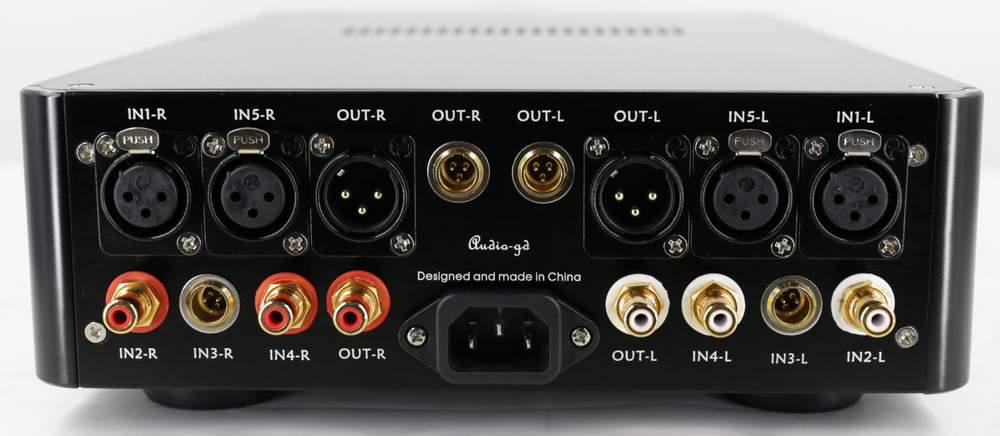 IN1-R IN5-R OUT-R OUT-R OUT-L OUT-L IN5-L IN1-L
PUSH PUSH PUSH PUSH
Audio-gd
Designed and made in China
IN2-R IN3-R IN4-R OUT-R OUT-L IN4-L IN3-L IN2-L